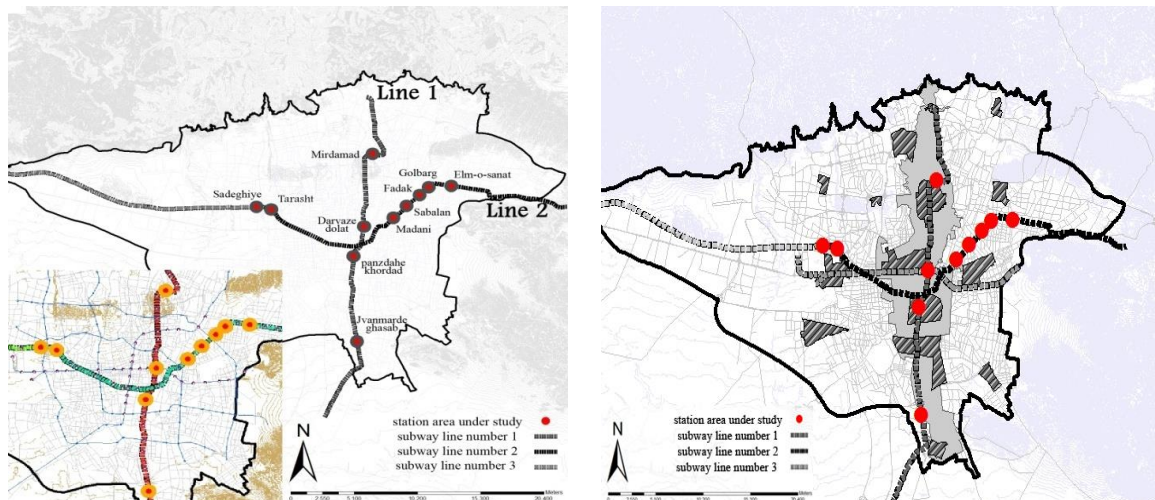 Line 1
Mirdamad
Golbarg
Elm-o-sanat
Fadak
Sadeghiye
Tarasht
Sabalan
Line 2
Darvaze
dolat
Madani
panzdahe
khordad
Jvanmarde
ghasab
N
station area under study
subway line number 1
subway line number 2
subway line number 3
Meters
N
station area under study
subway line number 1
subway line number 2
subway line number 3
Meters